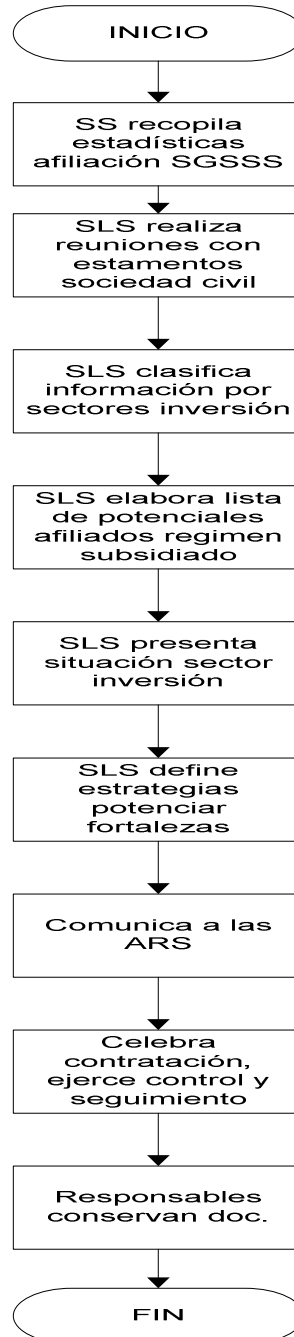 INICIO
SS recopila
estadísticas
afiliación SGSSS
SLS realiza
reuniones con
estamentos
sociedad civil
SLS clasifica
información por
sectores inversión
SLS elabora lista
de potenciales
afiliados regimen
subsidiado
SLS presenta
situación sector
inversión
SLS define
estrategias
potenciar
fortalezas
Comunica a las
ARS
Celebra
contratación,
ejerce control y
seguimiento
Responsables
conservan doc.
FIN